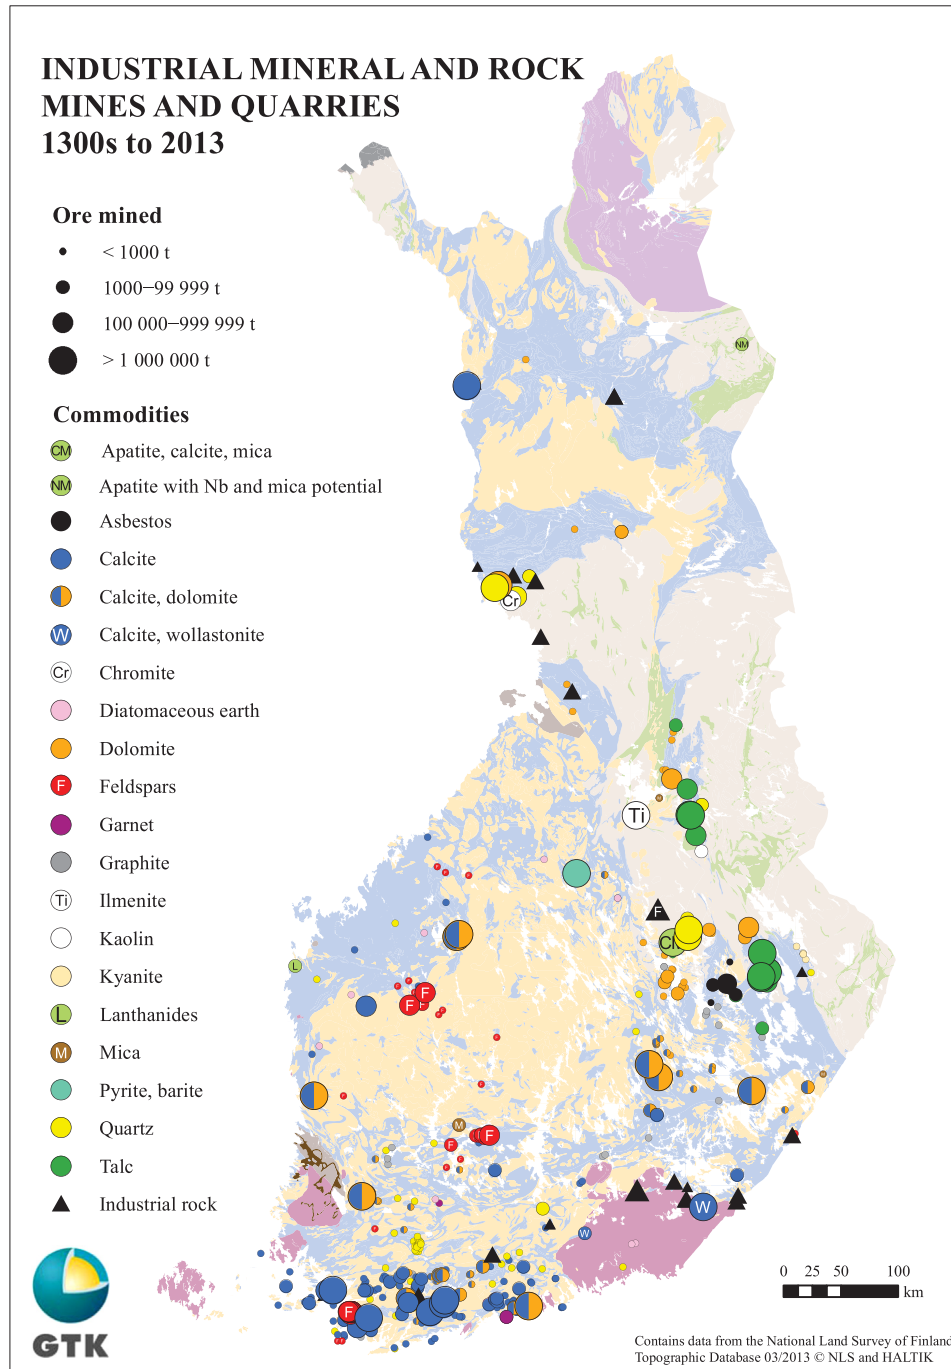 INDUSTRIAL MINERAL AND ROCK
MINES AND QUARRIES
1300s to 2013
Ore mined
< 1000 t
1000–99 999 t
100 000–999 999 t
> 1 000 000 t
Commodities
CM Apatite, calcite, mica
NM Apatite with Nb and mica potential
Asbestos
Calcite
Calcite, dolomite
W Calcite, wollastonite
Cr Chromite
Diatomaceous earth
Dolomite
F Feldspars
Garnet
Graphite
Ti Ilmenite
Kaolin
Kyanite
L Lanthanides
M Mica
Pyrite, barite
Quartz
Talc
Industrial rock
GTK
NM
Cr
Ti
F
L
F
F
M
F
F
W
W
F
0 25 50 100
km
Contains data from the National Land Survey of Finland
Topographic Database 03/2013 © NLS and HALTIK